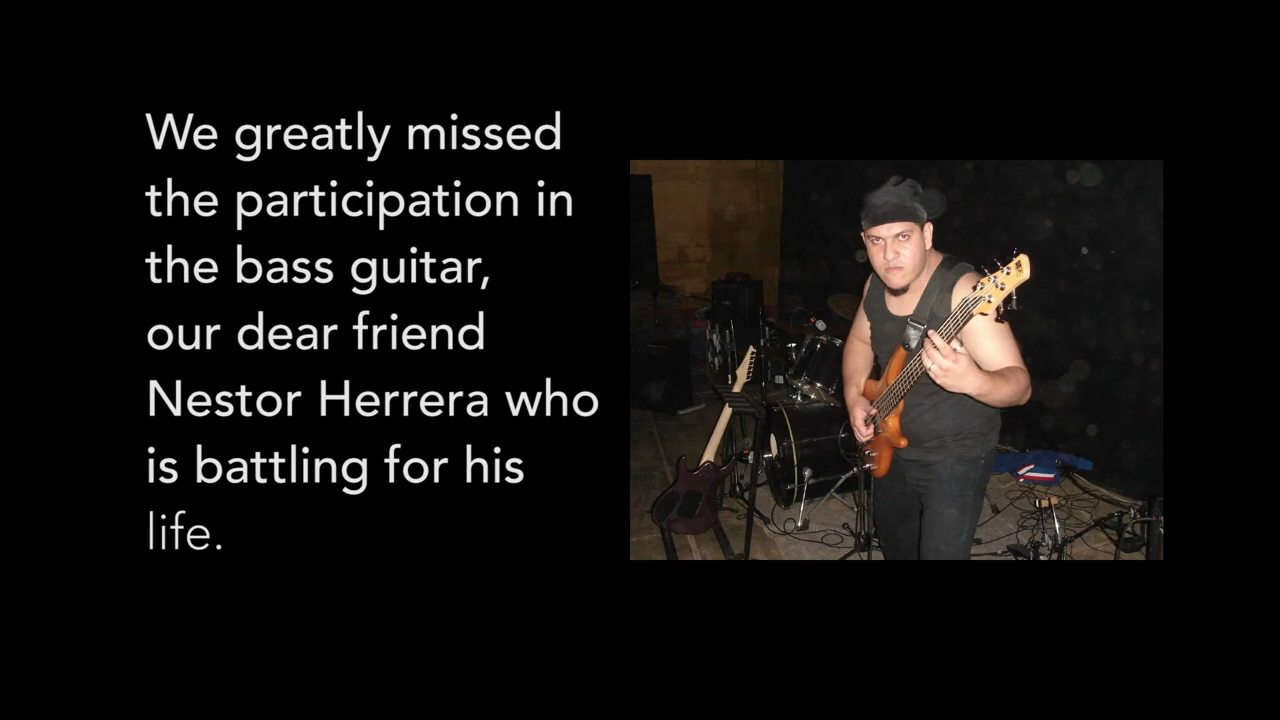 We greatly missed
the participation in
the bass guitar,
our dear friend
Nestor Herrera who
is battling for his
life.